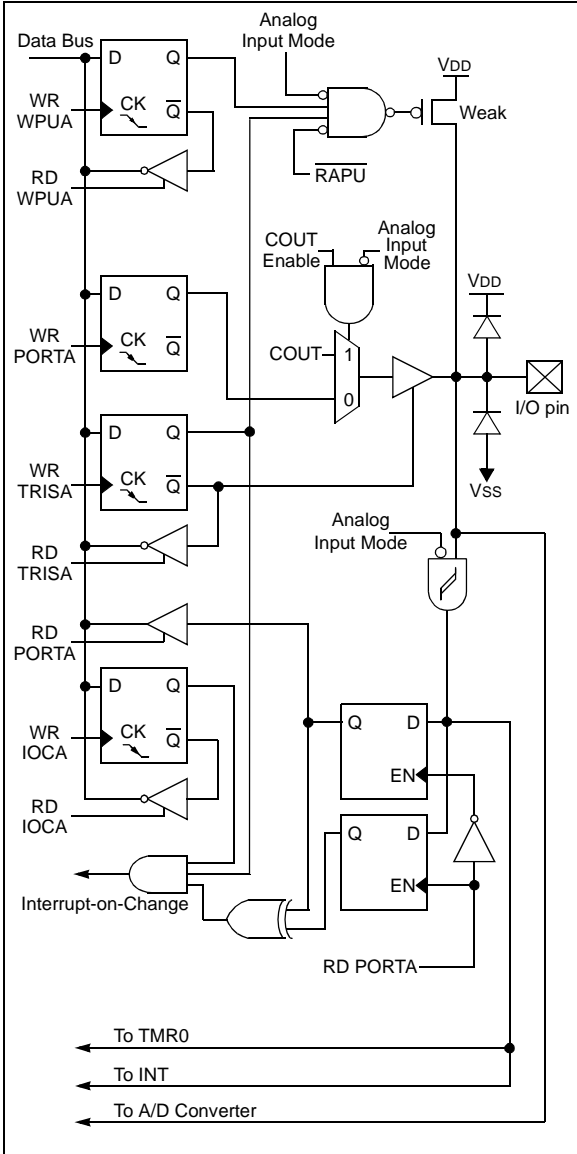 Analog
Input Mode
Data Bus
D Q
VDD
WR
WPUA
CK
Q
Weak
RD
WPUA
RAPU
COUT
Enable
Analog
Input
Mode
D Q
VDD
WR
PORTA
CK
Q
COUT
1
0
I/O pin
D Q
WR
TRISA
CK
Q
VSS
Analog
Input Mode
RD
TRISA
RD
PORTA
D Q
WR
IOCA
CK
Q
Q D
EN
RD
IOCA
Q D
EN
Interrupt-on-Change
RD PORTA
To TMR0
To INT
To A/D Converter